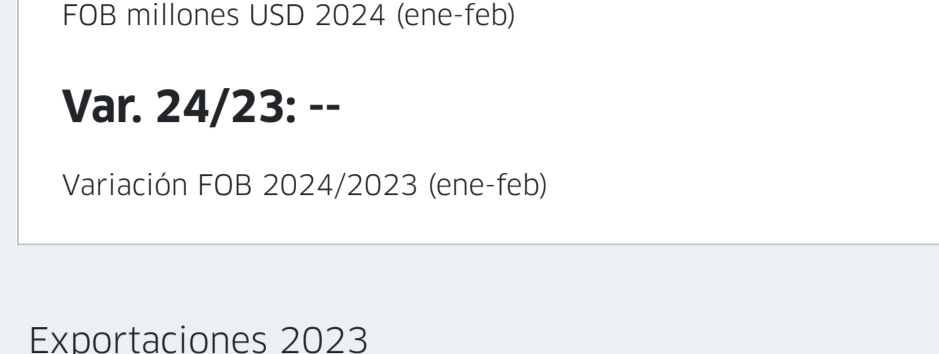 FOB millones USD 2024 (ene-feb)
Var. 24/23: --
Variación FOB 2024/2023 (ene-feb)
Exportaciones 2023